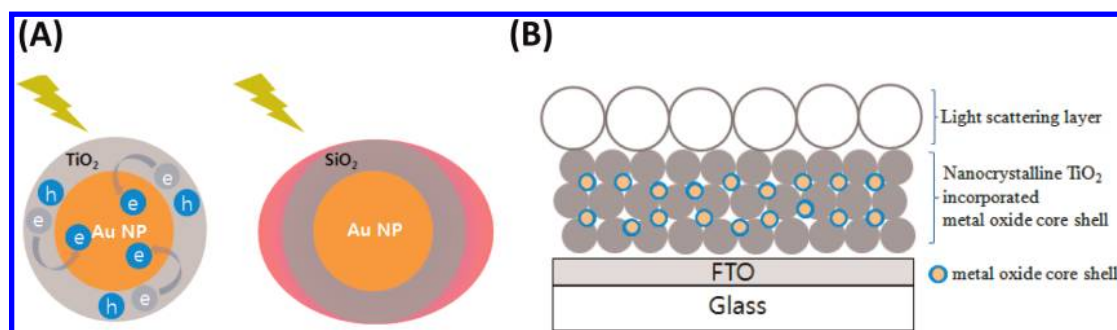 (A)
(B)
TiO2
h
e
h
e
e
Au NP
e
e
h
e
SiO2
Au NP
Light scattering layer
Nanocrystalline TiO2
incorporated
metal oxide core shell
FTO
metal oxide core shell
Glass